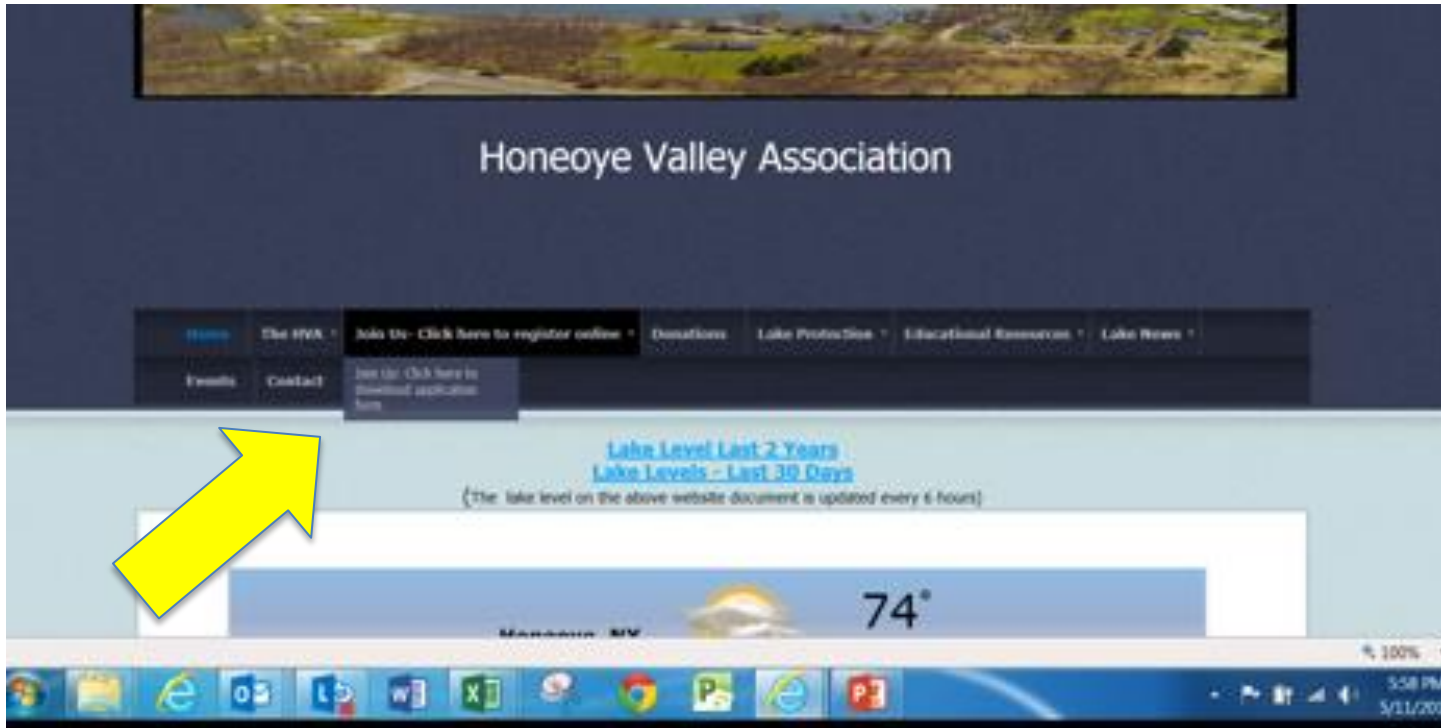 Honeoye Valley Association
Home The HVA Join Us- Click here to register online Donations Lake Protection Educational Resources Lake News
Events Contact
Join Us: Click here to
Download application
form
Lake Level Last 2 Years
Lake Levels - Last 30 Days
(The lake level on the above website document is updated every 6 hours)
74°
Honeoye, NY
100%
5:58 PM